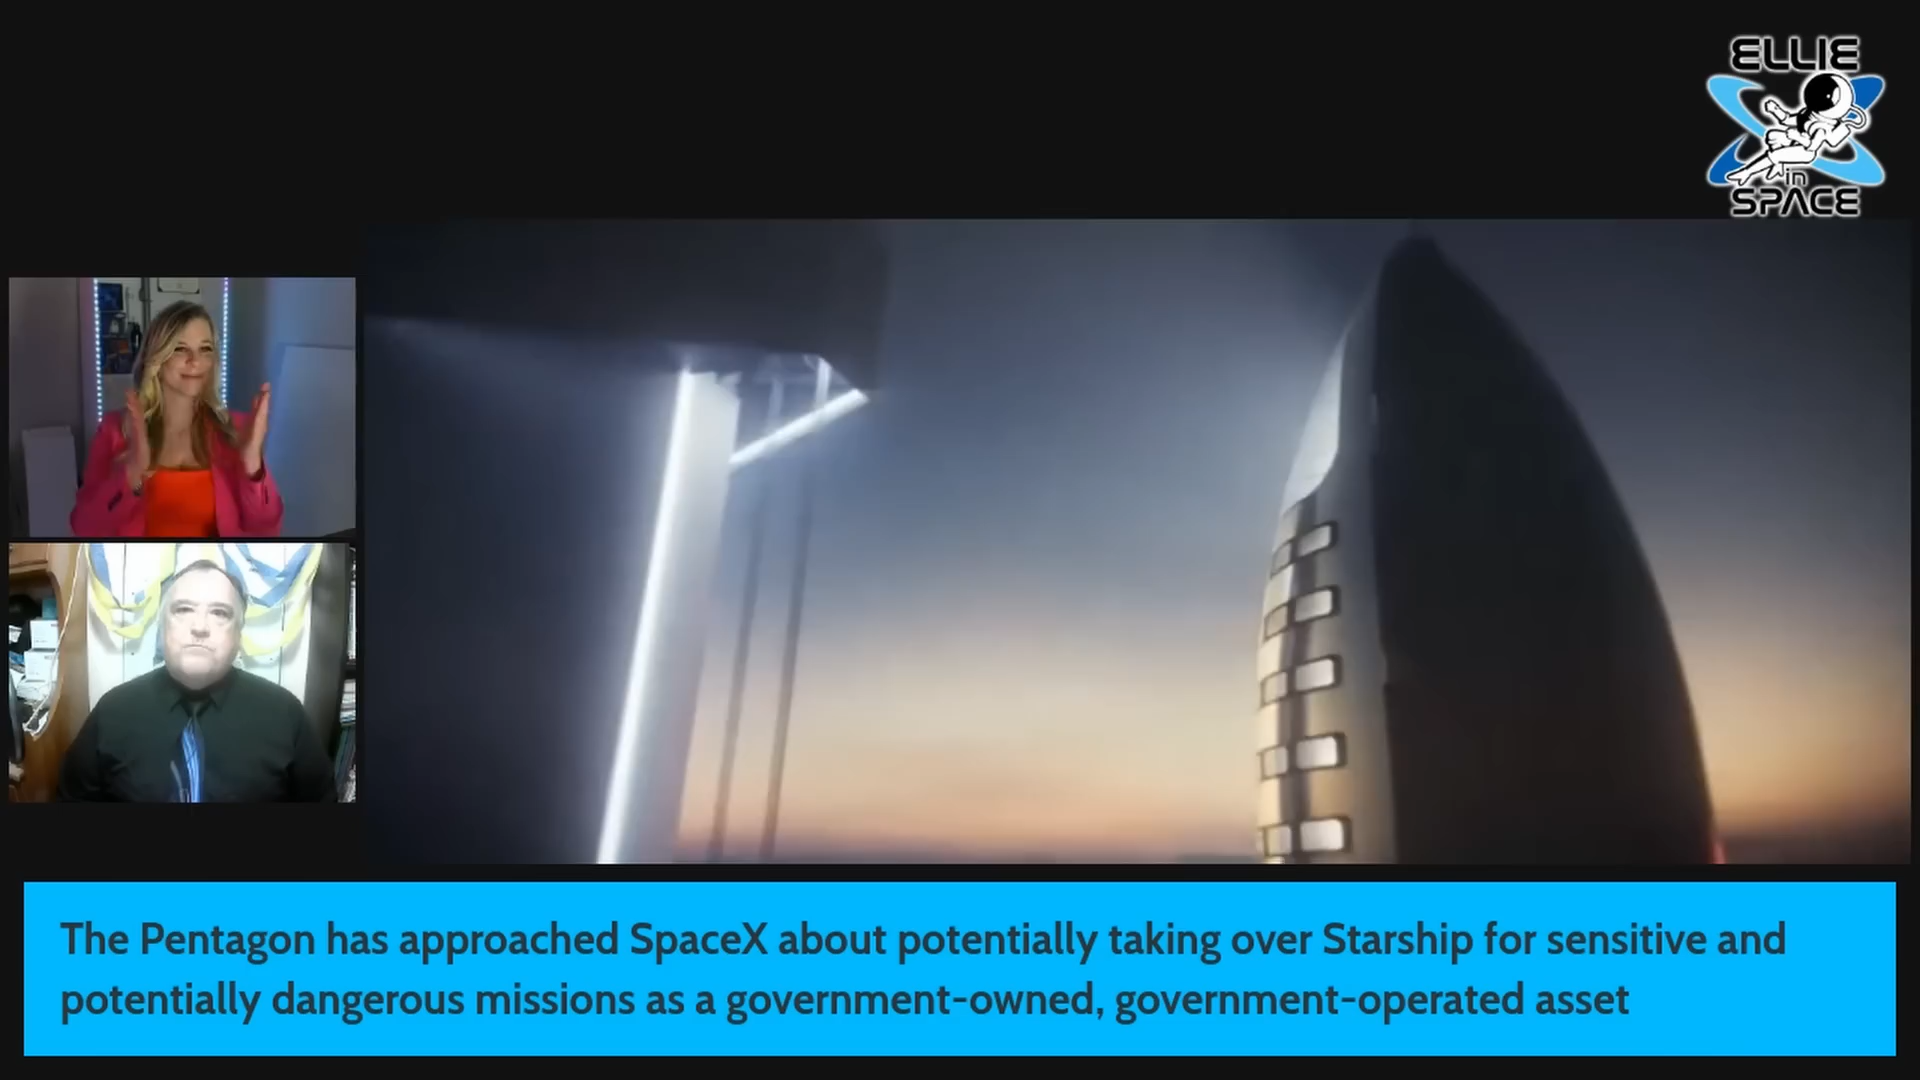 ELLIE
in
SPACE
The Pentagon has approached SpaceX about potentially taking over Starship for sensitive and
potentially dangerous missions as a government-owned, government-operated asset